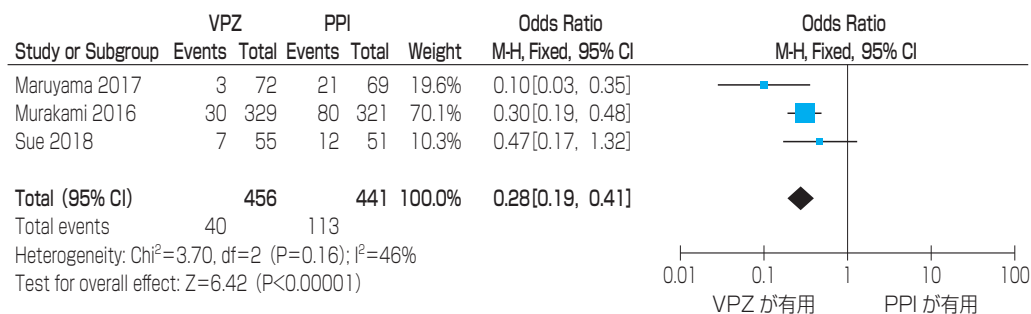 VPZ PPI Odds Ratio Odds Ratio
Study or Subgroup Events Total Events Total Weight M-H, Fixed, 95% CI M-H, Fixed, 95% CI
Maruyama 2017 3 72 21 69 19.6% 0.10[0.03, 0.35]
Murakami 2016 30 329 80 321 70.1% 0.30[0.19, 0.48]
Sue 2018 7 55 12 51 10.3% 0.47[0.17, 1.32]
Total (95% CI) 456 441 100.0% 0.28[0.19, 0.41]
Total events 40 113
Heterogeneity: Chi²=3.70, df=2 (P=0.16); I²=46%
Test for overall effect: Z=6.42 (P<0.00001)
0.01 0.1 1 10 100
VPZ が有用 PPI が有用